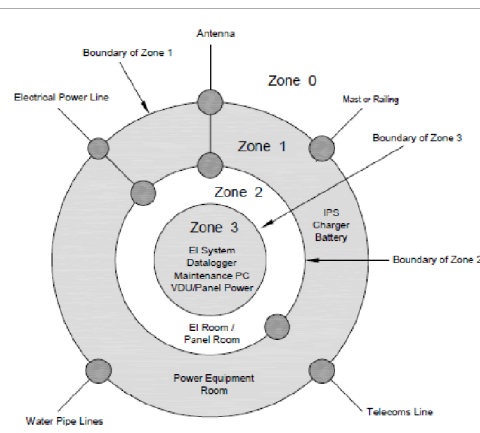 Antenna
Boundary of Zone 1
Zone 0
Electrical Power Line
Mast or Railing
Boundary of Zone 3
Zone 1
Zone 2
IPS
Charger
Battery
Zone 3
EI System
Datalogger
Maintenance PC
VDU/Panel Power
Boundary of Zone 2
EI Room /
Panel Room
Power Equipment
Room
Water Pipe Lines
Telecoms Line